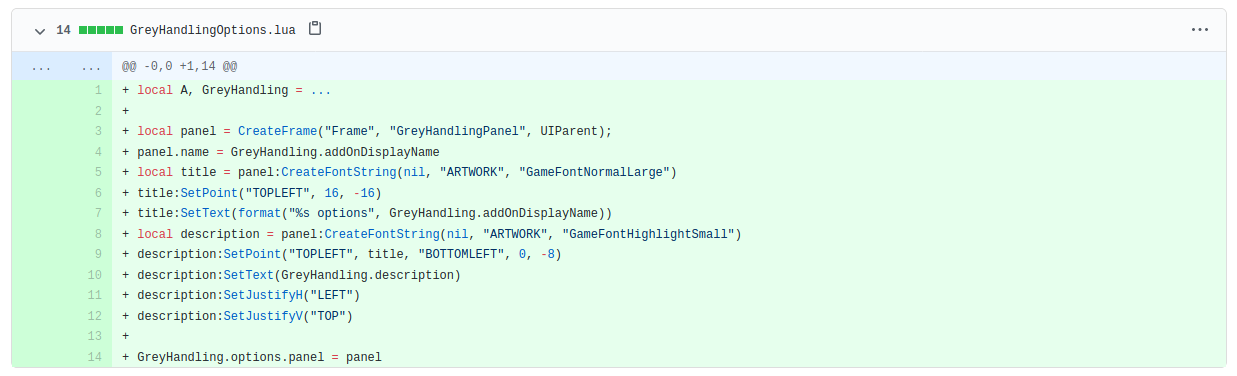 14 GreyHandlingOptions.lua ...
... ... @@ -0,0 +1,14 @@
1 + local A, GreyHandling = ...
2 +
3 + local panel = CreateFrame("Frame", "GreyHandlingPanel", UIParent);
4 + panel.name = GreyHandling.addOnDisplayName
5 + local title = panel:CreateFontString(nil, "ARTWORK", "GameFontNormalLarge")
6 + title:SetPoint("TOPLEFT", 16, -16)
7 + title:SetText(format("%s options", GreyHandling.addOnDisplayName))
8 + local description = panel:CreateFontString(nil, "ARTWORK", "GameFontHighlightSmall")
9 + description:SetPoint("TOPLEFT", title, "BOTTOMLEFT", 0, -8)
10 + description:SetText(GreyHandling.description)
11 + description:SetJustifyH("LEFT")
12 + description:SetJustifyV("TOP")
13 +
14 + GreyHandling.options.panel = panel